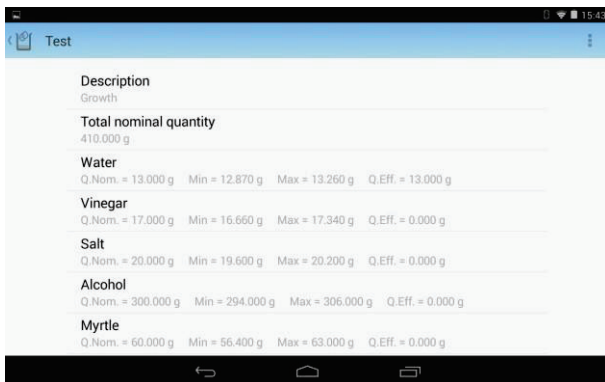 15:43
Test
Description
Growth
Total nominal quantity
410.000 g
Water
Q.Nom. = 13.000 g Min = 12.870 g Max = 13.260 g Q.Eff. = 13.000 g
Vinegar
Q.Nom. = 17.000 g Min = 16.660 g Max = 17.340 g Q.Eff. = 0.000 g
Salt
Q.Nom. = 20.000 g Min = 19.600 g Max = 20.200 g Q.Eff. = 0.000 g
Alcohol
Q.Nom. = 300.000 g Min = 294.000 g Max = 306.000 g Q.Eff. = 0.000 g
Myrtle
Q.Nom. = 60.000 g Min = 56.400 g Max = 63.000 g Q.Eff. = 0.000 g